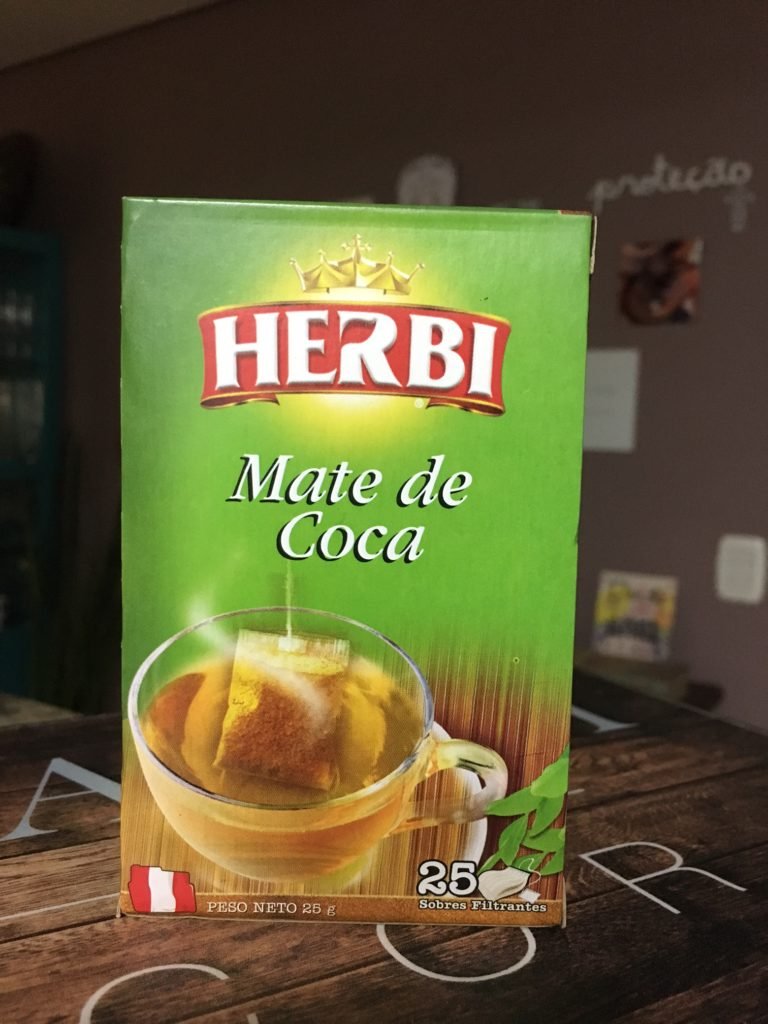 proteção
HERBI
®
Mate de
Coca
25
Sobres Filtrantes
PESO NETO 25 g
A
R
C